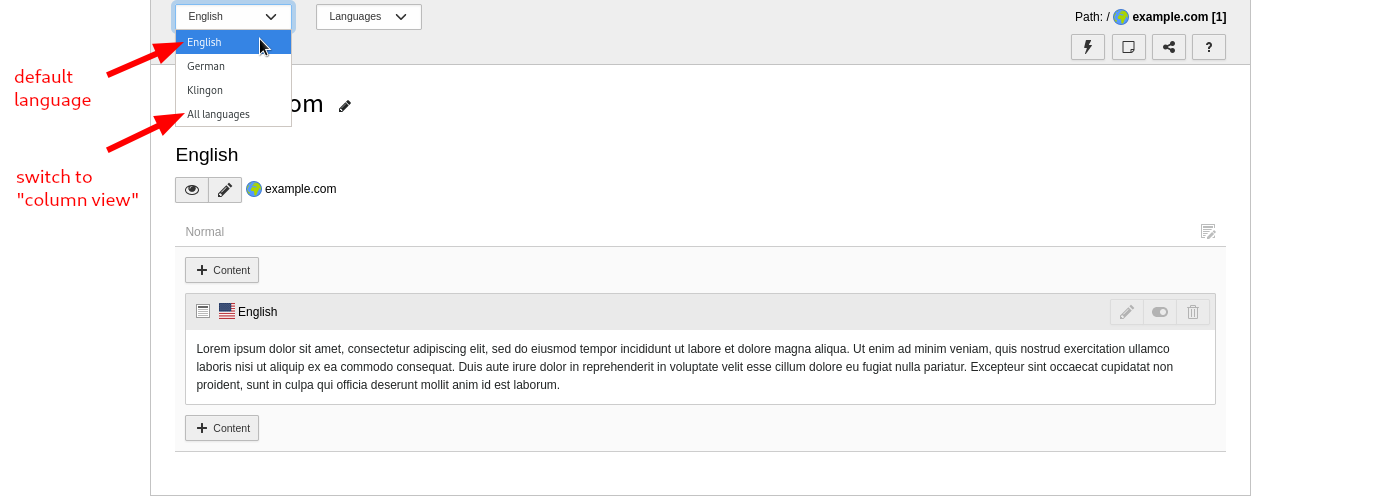 English
Languages
Path: / example.com [1]
English
German
Klingon
All languages
default
language
switch to
"column view"
om
English
example.com
Normal
+ Content
English
Lorem ipsum dolor sit amet, consectetur adipiscing elit, sed do eiusmod tempor incididunt ut labore et dolore magna aliqua. Ut enim ad minim veniam, quis nostrud exercitation ullamco
laboris nisi ut aliquip ex ea commodo consequat. Duis aute irure dolor in reprehenderit in voluptate velit esse cillum dolore eu fugiat nulla pariatur. Excepteur sint occaecat cupidatat non
proident, sunt in culpa qui officia deserunt mollit anim id est laborum.
+ Content